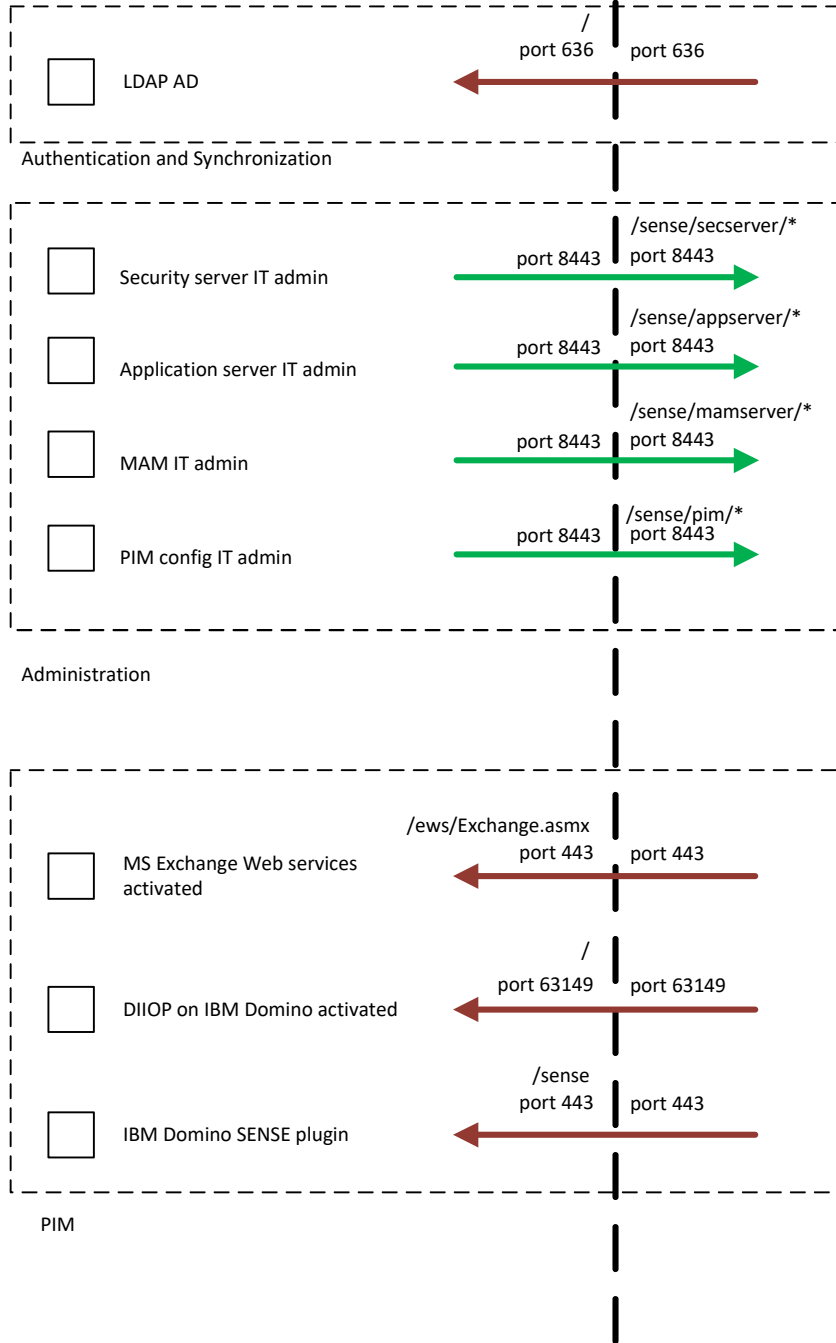 /
port 636 port 636
LDAP AD
Authentication and Synchronization
/sense/secserver/*
port 8443 port 8443
Security server IT admin
/sense/appserver/*
port 8443 port 8443
Application server IT admin
/sense/mamserver/*
port 8443 port 8443
MAM IT admin
/sense/pim/*
port 8443 port 8443
PIM config IT admin
Administration
/ews/Exchange.asmx
port 443 port 443
MS Exchange Web services
activated
/
port 63149 port 63149
DIIOP on IBM Domino activated
/sense
port 443 port 443
IBM Domino SENSE plugin
PIM